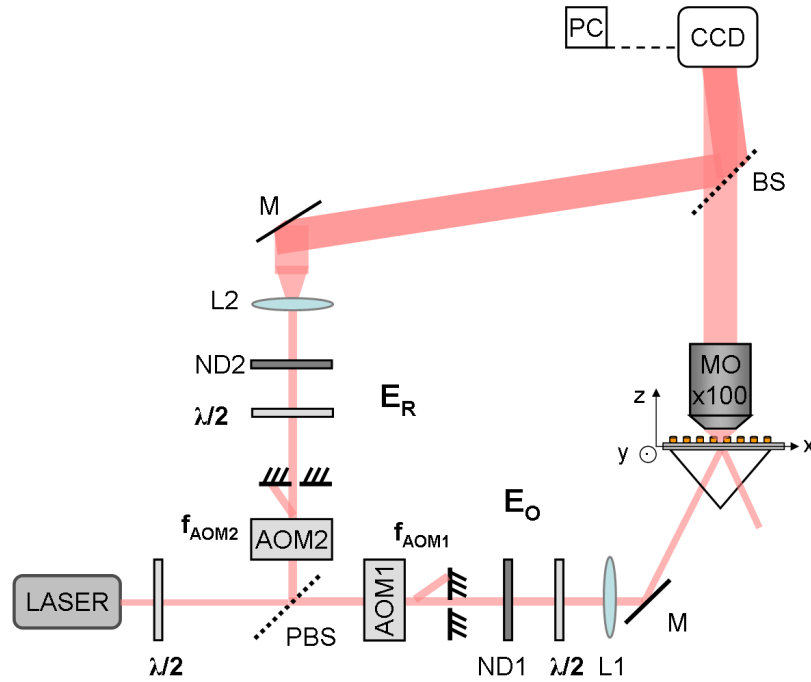 PC
CCD
M
BS
L2
ND2
E_R
MO
x100
λ/2
z
x
y
f_AOM2
AOM2
E_O
f_AOM1
LASER
AOM1
PBS
M
λ/2
ND1
λ/2
L1